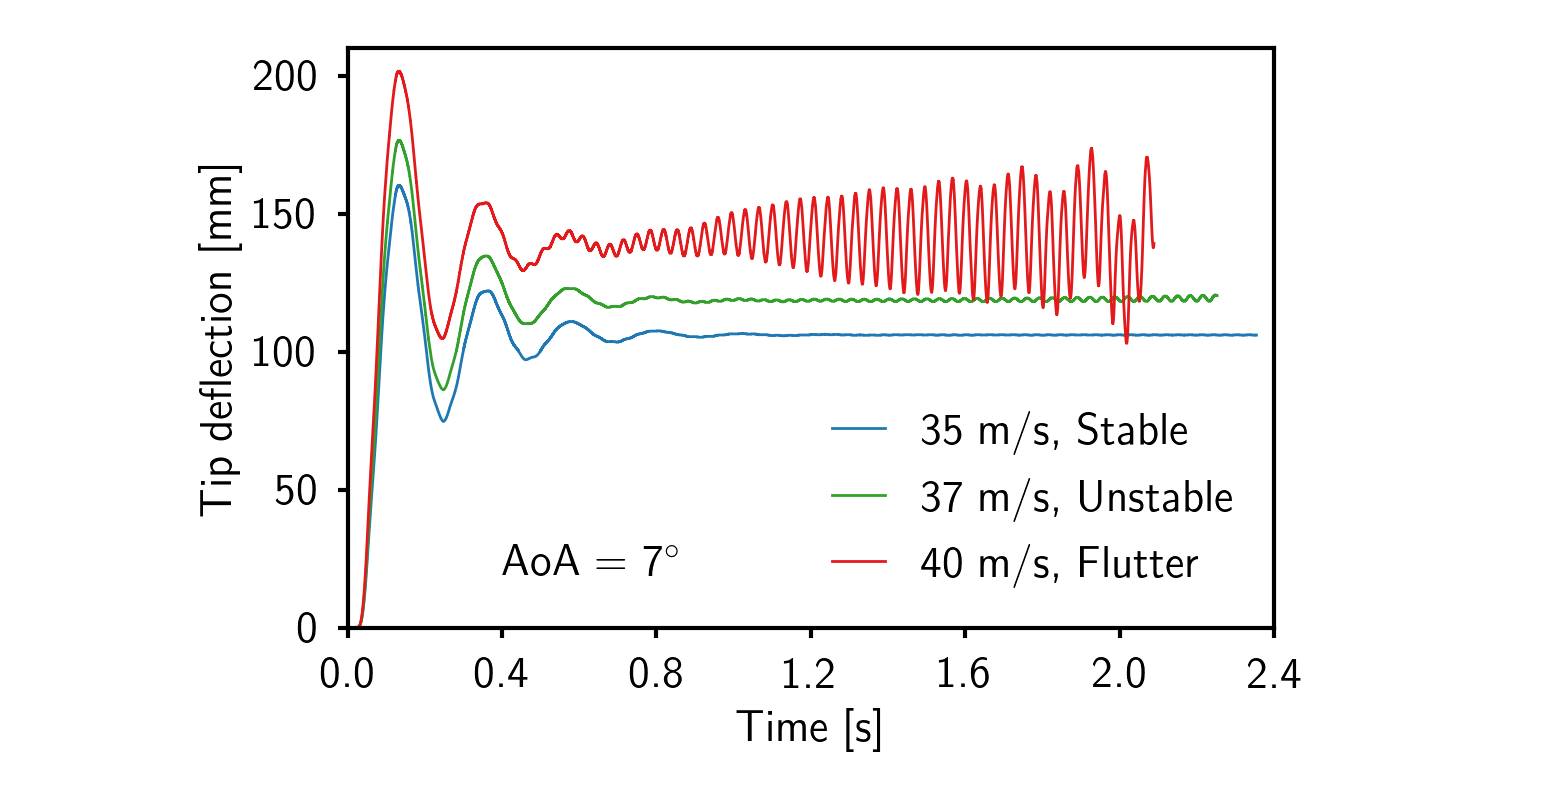 200
150
100
50
0
Tip deflection [mm]
35 m/s, Stable
37 m/s, Unstable
40 m/s, Flutter
AoA = 7°
0.0 0.4 0.8 1.2 1.6 2.0 2.4
Time [s]